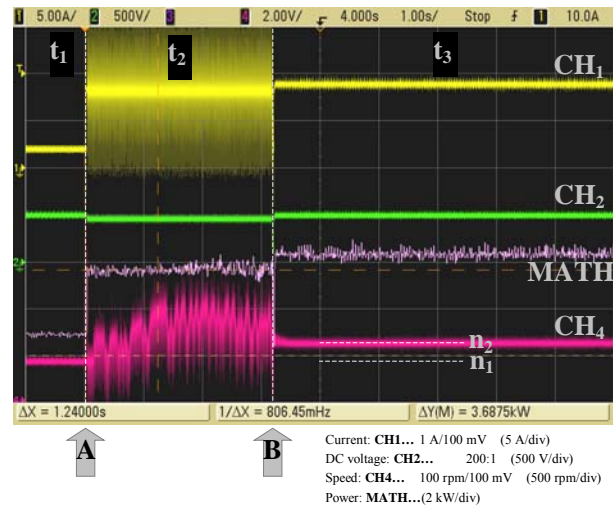 1 5.00A/ 2 500V/ 3 4 2.00V/ 4.000s 1.00s/ Stop 1 10.0A
t1 t2 t3
CH1
CH2
MATH
CH4
n2
n1
ΔX = 1.24000s 1/ΔX = 806.45mHz ΔY(M) = 3.6875kW
A B
Current: CH1... 1 A/100 mV (5 A/div)
DC voltage: CH2... 200:1 (500 V/div)
Speed: CH4... 100 rpm/100 mV (500 rpm/div)
Power: MATH...(2 kW/div)